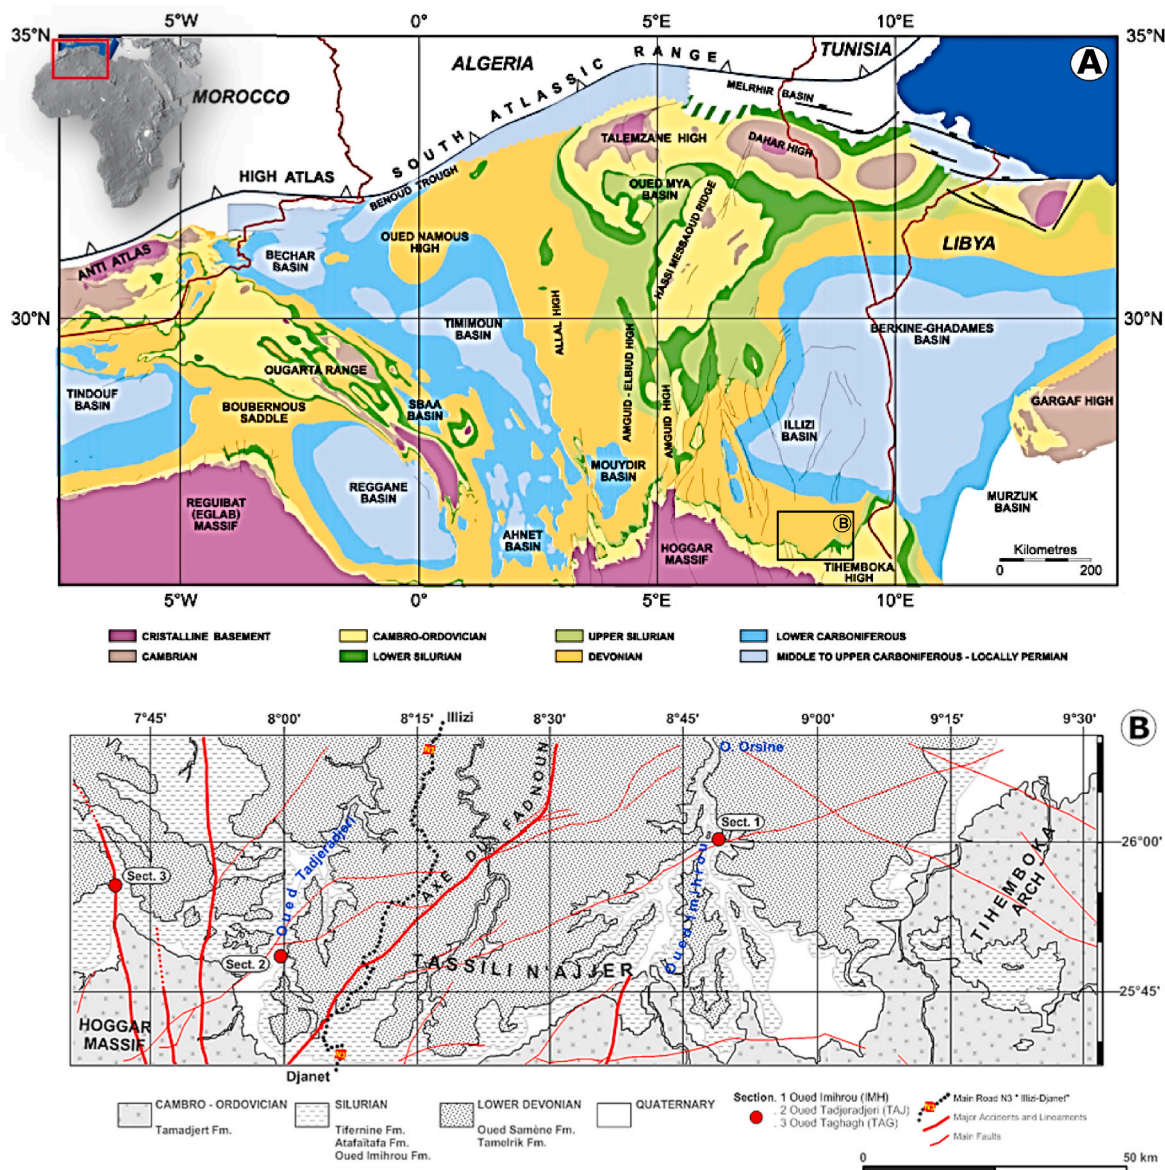 5°W 0° 5°E 10°E
35°N 35°N
A
ALGERIA
TUNISIA
MOROCCO
SOUTH ATLASSIC RANGE
MELRHIR BASIN
TALEMZANE HIGH
DAHAR HIGH
HIGH ATLAS
BENOUD TROUGH
OUED MYA
BASIN
HASSI MESSAOUD RIDGE
OUED NAMOUS
HIGH
LIBYA
ANTI ATLAS
BECHAR
BASIN
30°N 30°N
ALLAL HIGH
TIMIMOUN
BASIN
BERKINE-GHADAMES
BASIN
AMGUID - ELBIUD HIGH
OUGARTA RANGE
TINDOUF
BASIN
BOUBERNOUS
SADDLE
SBAA
BASIN
AMGUID HIGH
GARGAF HIGH
ILLIZI
BASIN
MOUYDIR
BASIN
REGGANE
BASIN
REGUIBAT
(EGLAB)
MASSIF
MURZUK
BASIN
B
AHNET
BASIN
HOGGAR
MASSIF
TIHEMBOKA
HIGH
Kilometres
0 200
5°W 0° 5°E 10°E
CRISTALLINE BASEMENT
CAMBRO-ORDOVICIAN
UPPER SILURIAN
LOWER CARBONIFEROUS
CAMBRIAN
LOWER SILURIAN
DEVONIAN
MIDDLE TO UPPER CARBONIFEROUS - LOCALLY PERMIAN
B
7°45' 8°00' 8°15' 8°30' 8°45' 9°00' 9°15' 9°30'
Illizi
N3
O. Orsine
AXE DU FADNOUN
Sect. 1
26°00'
Oued Tadjeradjeri
Sect. 3
Oued Imihrou
TIHEMBOKA
ARCH
Sect. 2
TASSILI N'AJJER
25°45'
HOGGAR
MASSIF
N3
Djanet
CAMBRO - ORDOVICIAN
Tamadjert Fm.
SILURIAN
Tifernine Fm.
Atafaïtafa Fm.
Oued Imihrou Fm.
LOWER DEVONIAN
Oued Samène Fm.
Tamelrik Fm.
QUATERNARY
Section. 1 Oued Imihrou (IMH)
. 2 Oued Tadjeradjeri (TAJ)
. 3 Oued Taghagh (TAG)
N3
Main Road N3 " Illizi-Djanet"
Major Accidents and Lineaments
Main Faults
0 50 km